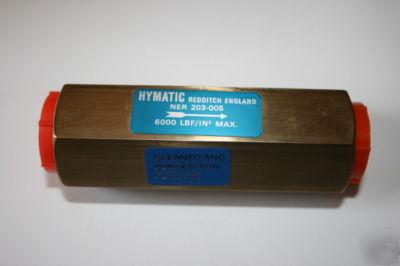 HYMATIC REDDITCH ENGLAND
NER 203-005
6000 LBF/IN² MAX.
CLEANED AND